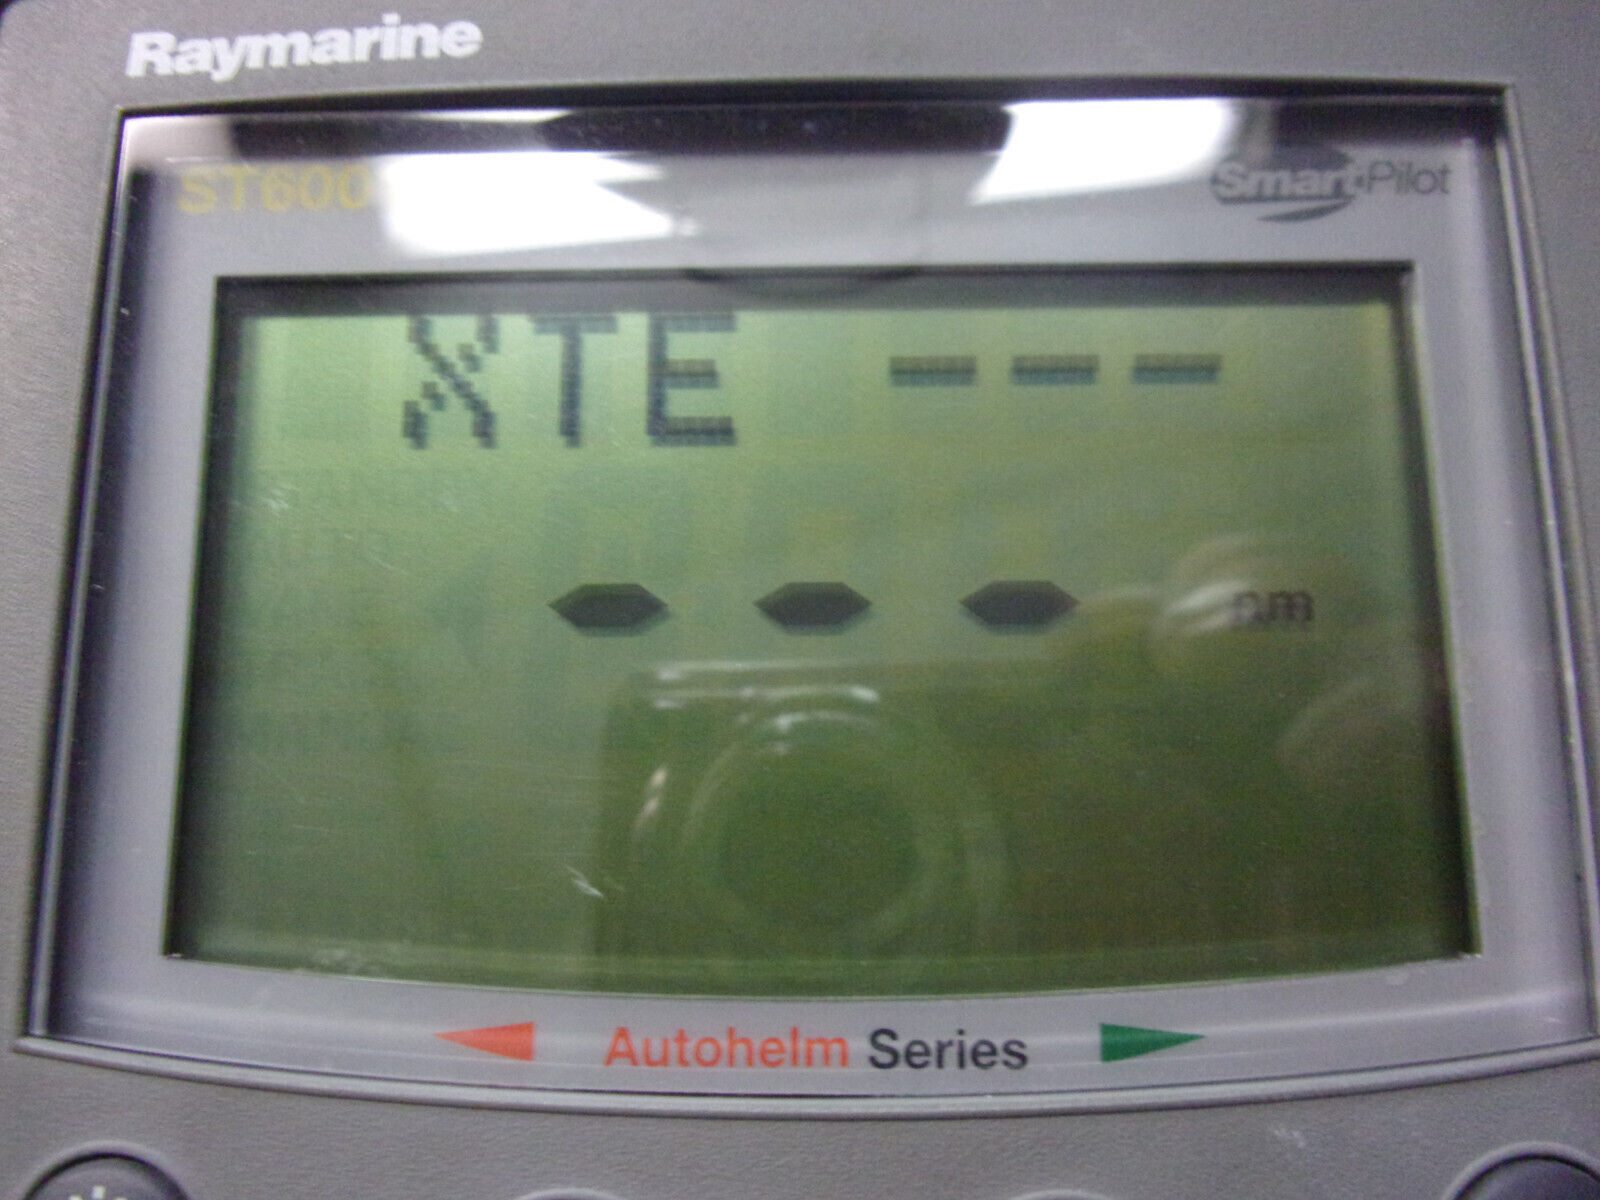 Raymarine
ST600
SmartPilot
XTE ---
--- nm
Autohelm Series